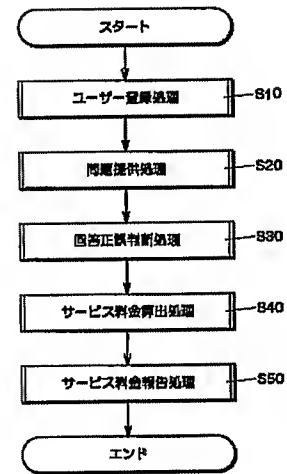 スタート
ユーザー登録処理
S10
問題提供処理
S20
回答正誤判断処理
S30
サービス料金算出処理
S40
サービス料金報告処理
S50
エンド